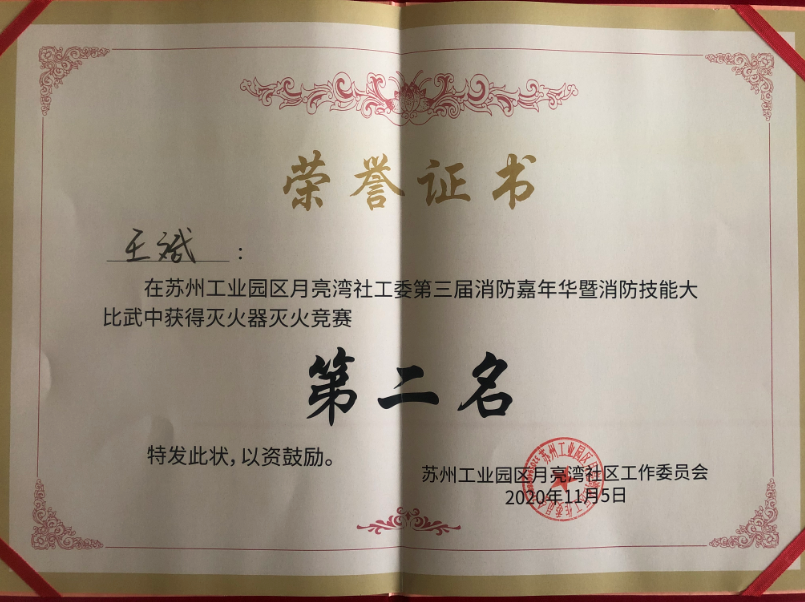 荣誉证书
王斌：
在苏州工业园区月亮湾社工委第三届消防嘉年华暨消防技能大
比武中获得灭火器灭火竞赛
第二名
特发此状，以资鼓励。
苏州工业园区月亮湾社区工作委员会
2020年11月5日